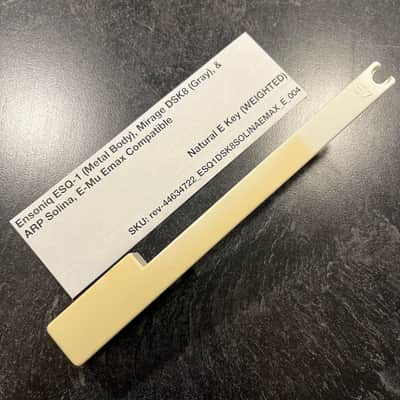 Ensoniq ESQ-1 (Metal Body), Mirage DSK8 (Gray), &
ARP Solina, E-Mu Emax Compatible
Natural E Key (WEIGHTED)
SKU: rev-44634722_ESQ1DSK8SOLINAEMAX_E_004